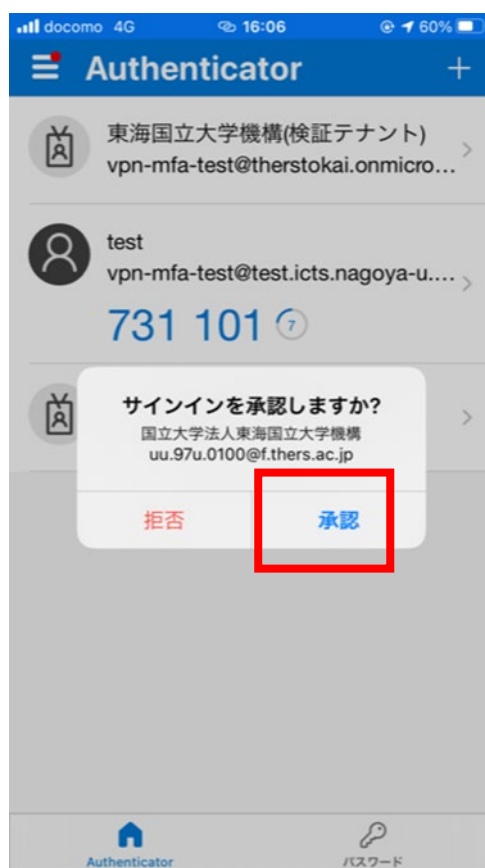 docomo 4G 16:06 60%
Authenticator
東海国立大学機構(検証テナント)
vpn-mfa-test@therstokai.onmicro...
test
vpn-mfa-test@test.icts.nagoya-u....
731 101 7
サインインを承認しますか?
国立大学法人東海国立大学機構
uu.97u.0100@f.thers.ac.jp
拒否 承認
Authenticator パスワード